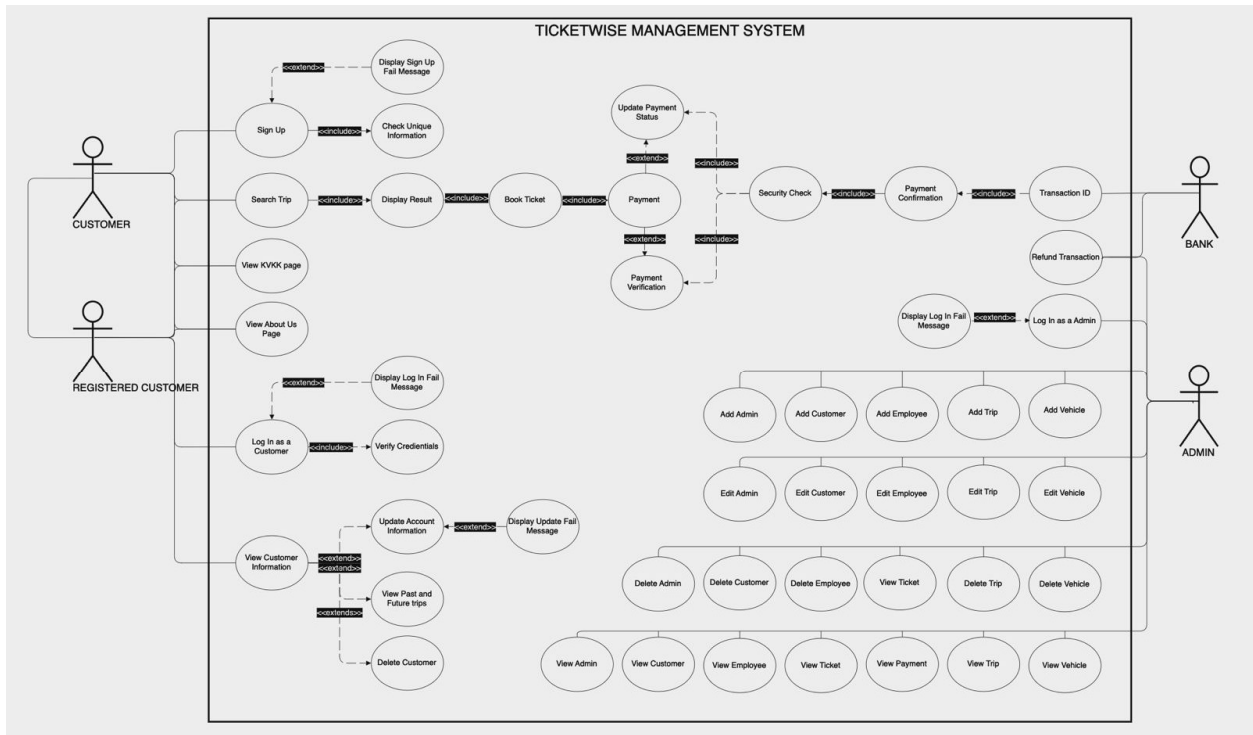 TICKETWISE MANAGEMENT SYSTEM
Display Sign Up
Fail Message
<<extend>>
Sign Up
<<include>>
Check Unique
Information
Update Payment
Status
<<extend>>
<<include>>
CUSTOMER
Search Trip
<<include>>
Display Result
<<include>>
Book Ticket
<<include>>
Payment
Security Check
<<include>>
Payment
Confirmation
<<include>>
Transaction ID
BANK
<<extend>>
<<include>>
View KVKK page
Payment
Verification
Refund Transaction
View About Us
Page
Display Log In Fail
Message
<<extend>>
Log In as a Admin
REGISTERED CUSTOMER
Display Log In Fail
Message
<<extend>>
Log In as a
Customer
<<include>>
Verify Credentials
Add Admin
Add Customer
Add Employee
Add Trip
Add Vehicle
ADMIN
Edit Admin
Edit Customer
Edit Employee
Edit Trip
Edit Vehicle
Update Account
Information
<<extend>>
Display Update Fail
Message
View Customer
Information
<<extend>>
<<extend>>
View Past and
Future trips
<<extends>>
Delete Customer
Delete Admin
Delete Customer
Delete Employee
View Ticket
Delete Trip
Delete Vehicle
View Admin
View Customer
View Employee
View Ticket
View Payment
View Trip
View Vehicle